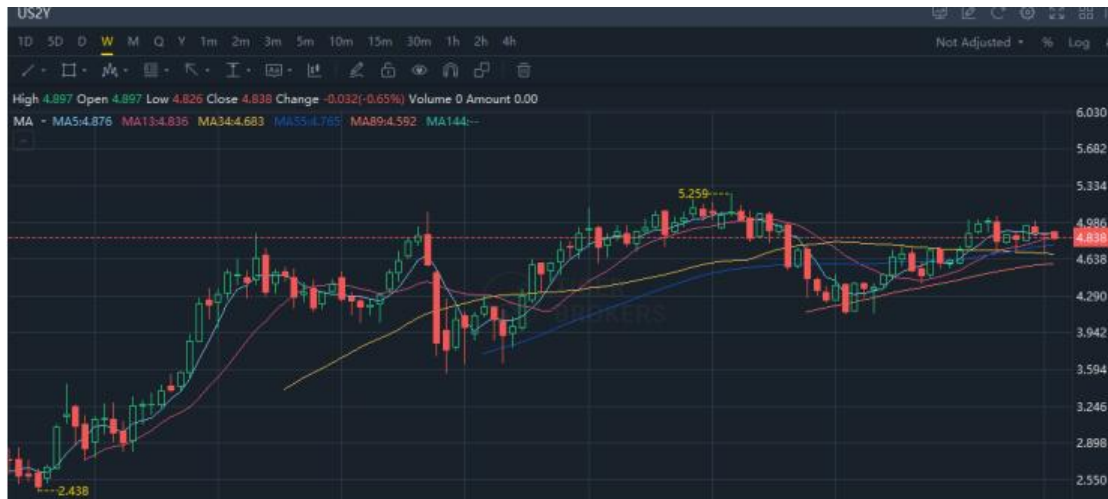 US2Y
1D 5D D W M Q Y 1m 2m 3m 5m 10m 15m 30m 1h 2h 4h Not Adjusted % Log
High 4.897 Open 4.897 Low 4.826 Close 4.838 Change -0.032(-0.65%) Volume 0 Amount 0.00
MA MA5:4.876 MA13:4.836 MA34:4.683 MA55:4.765 MA89:4.592 MA144:--
6.030
5.682
5.334
5.259
4.986
4.838
4.638
4.290
BROKERS
3.942
3.594
3.246
2.898
2.550
2.438